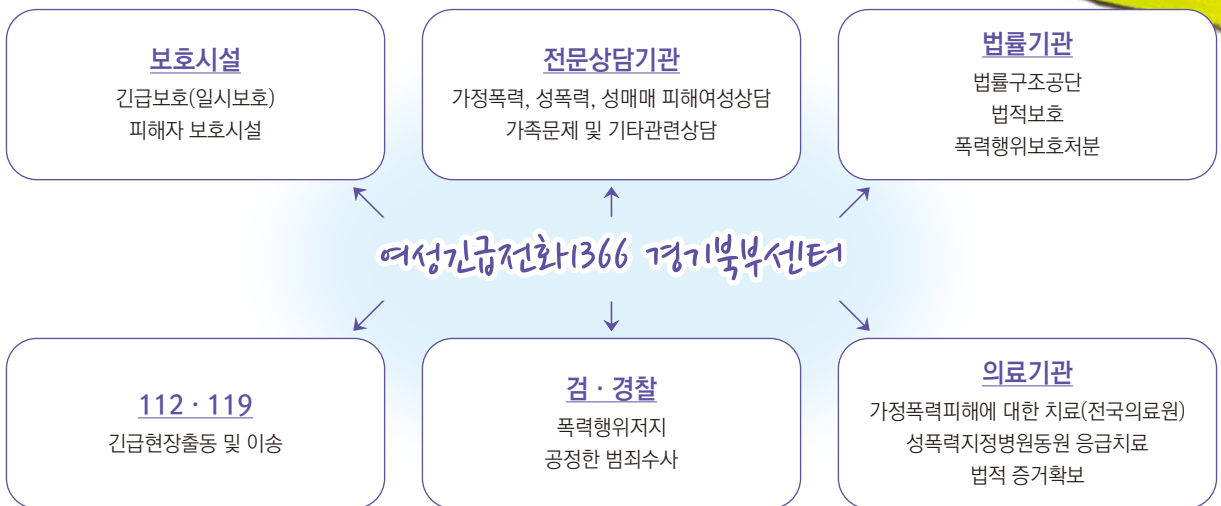 보호시설
긴급보호(일시보호)
피해자 보호시설
전문상담기관
가정폭력, 성폭력, 성매매 피해여성상담
가족문제 및 기타관련상담
법률기관
법률구조공단
법적보호
폭력행위보호처분
여성긴급전화1366 경기북부센터
112 · 119
긴급현장출동 및 이송
검 · 경찰
폭력행위저지
공정한 범죄수사
의료기관
가정폭력피해에 대한 치료(전국의료원)
성폭력지정병원동원 응급치료
법적 증거확보